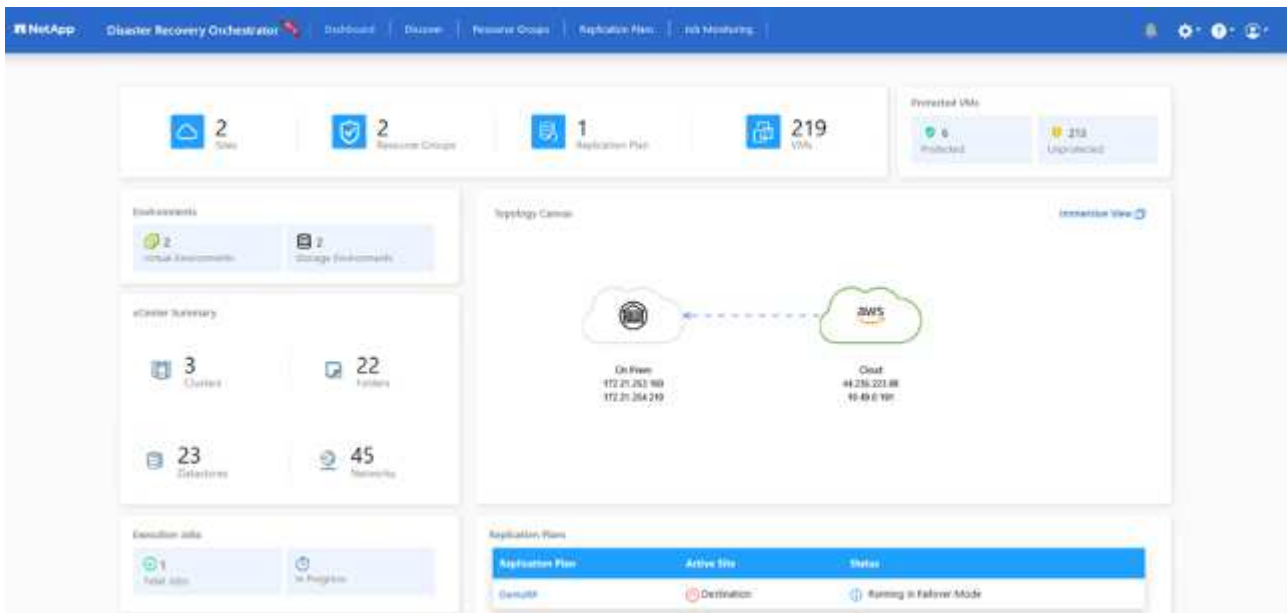 NetApp Disaster Recovery Orchestrator Dashboard Discover Resource Groups Replication Plans Job Monitoring
2 Sites
2 Resource Groups
1 Replication Plan
219 VMs
Protected VMs
6 Protected
213 Unprotected
Environments
2 Virtual Environments
2 Storage Environments
Topology Canvas
Immersive View
vCenter Summary
3 Clusters
22 Folders
23 Datastores
45 Networks
aws
On Prem
Cloud
Execution Jobs
1 Total Jobs
In Progress
Replication Plans
Replication Plan Active Site Status
DemoRP Destination Running in Failover Mode